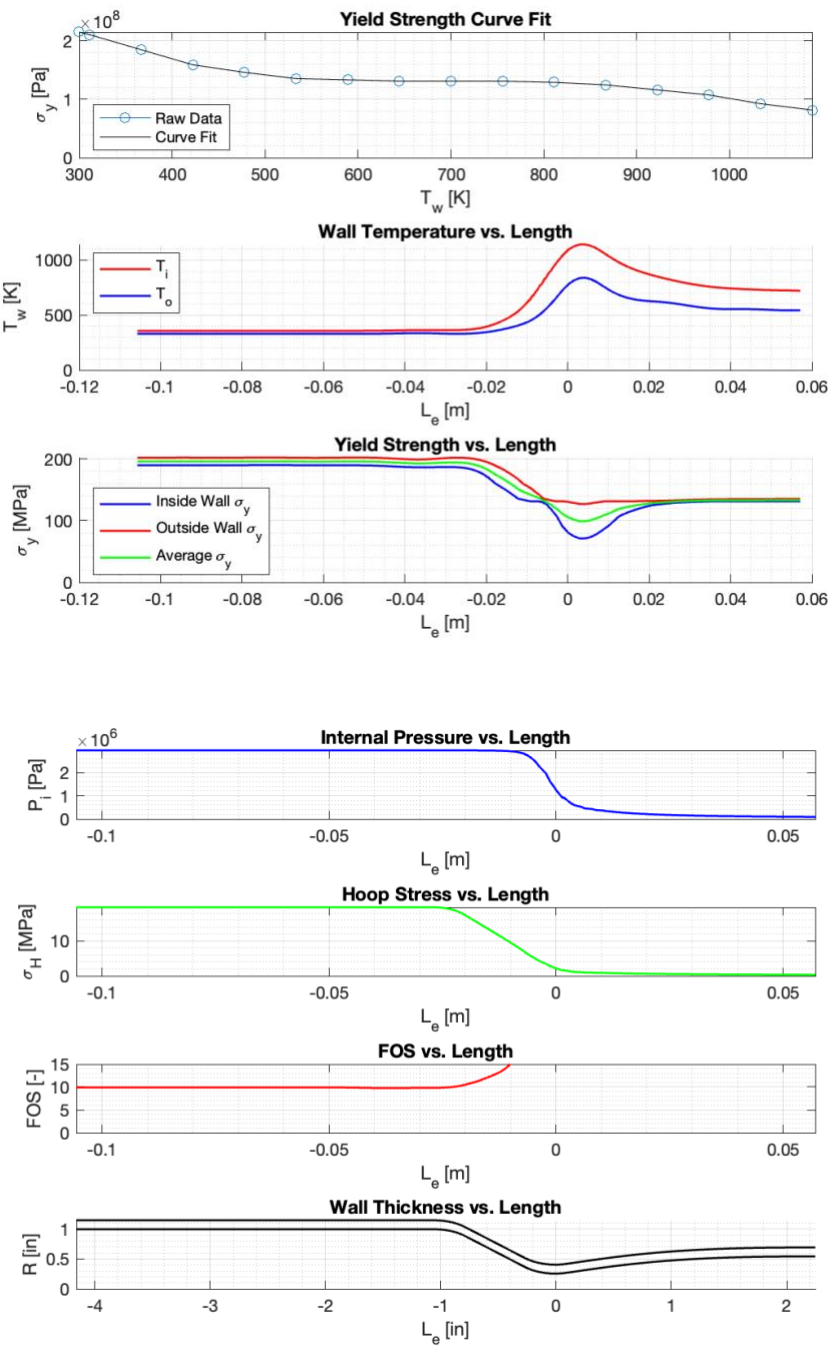 Yield Strength Curve Fit
×10⁸
2
1
0
σy [Pa]
Raw Data
Curve Fit
300 400 500 600 700 800 900 1000
Tw [K]
Wall Temperature vs. Length
1000
500
0
Tw [K]
Ti
To
-0.12 -0.1 -0.08 -0.06 -0.04 -0.02 0 0.02 0.04 0.06
Le [m]
Yield Strength vs. Length
200
100
0
σy [MPa]
Inside Wall σy
Outside Wall σy
Average σy
-0.12 -0.1 -0.08 -0.06 -0.04 -0.02 0 0.02 0.04 0.06
Le [m]
Internal Pressure vs. Length
×10⁶
2
1
0
Pi [Pa]
-0.1 -0.05 0 0.05
Le [m]
Hoop Stress vs. Length
10
0
σH [MPa]
-0.1 -0.05 0 0.05
Le [m]
FOS vs. Length
15
10
5
0
FOS [-]
-0.1 -0.05 0 0.05
Le [m]
Wall Thickness vs. Length
1
0.5
0
R [in]
-4 -3 -2 -1 0 1 2
Le [in]